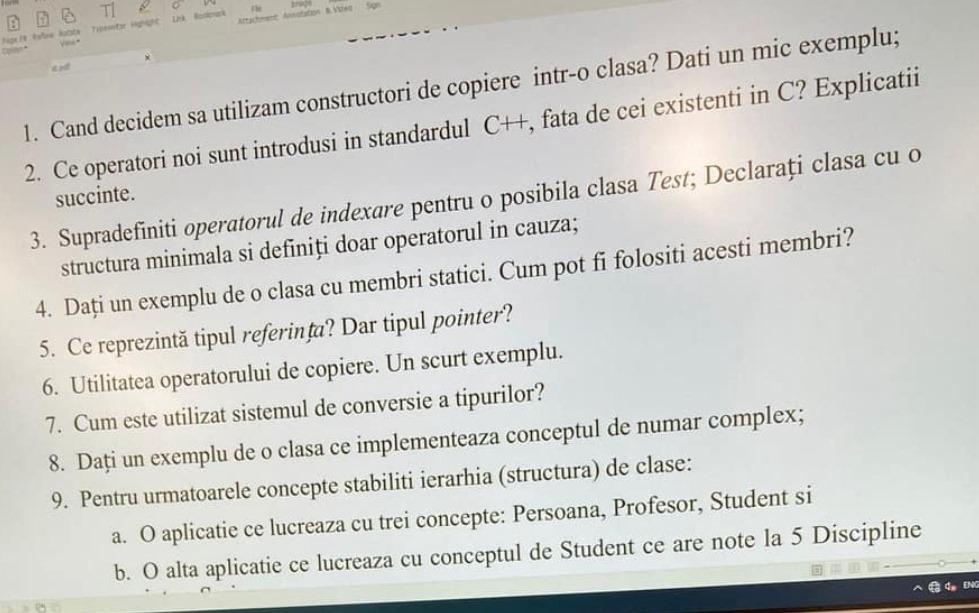 Link
Bookmark
File
Attachment
Image
Annotation
& Video
Sign
Typewriter
Highlight
View
1. Cand decidem sa utilizam constructori de copiere intr-o clasa? Dati un mic exemplu;
2. Ce operatori noi sunt introdusi in standardul C++, fata de cei existenti in C? Explicatii
succinte.
3. Supradefiniti operatorul de indexare pentru o posibila clasa Test; Declarați clasa cu o
structura minimala si definiți doar operatorul in cauza;
4. Dați un exemplu de o clasa cu membri statici. Cum pot fi folositi acesti membri?
5. Ce reprezintă tipul referința? Dar tipul pointer?
6. Utilitatea operatorului de copiere. Un scurt exemplu.
7. Cum este utilizat sistemul de conversie a tipurilor?
8. Dați un exemplu de o clasa ce implementeaza conceptul de numar complex;
9. Pentru urmatoarele concepte stabiliti ierarhia (structura) de clase:
a. O aplicatie ce lucreaza cu trei concepte: Persoana, Profesor, Student si
b. O alta aplicatie ce lucreaza cu conceptul de Student ce are note la 5 Discipline
ENG